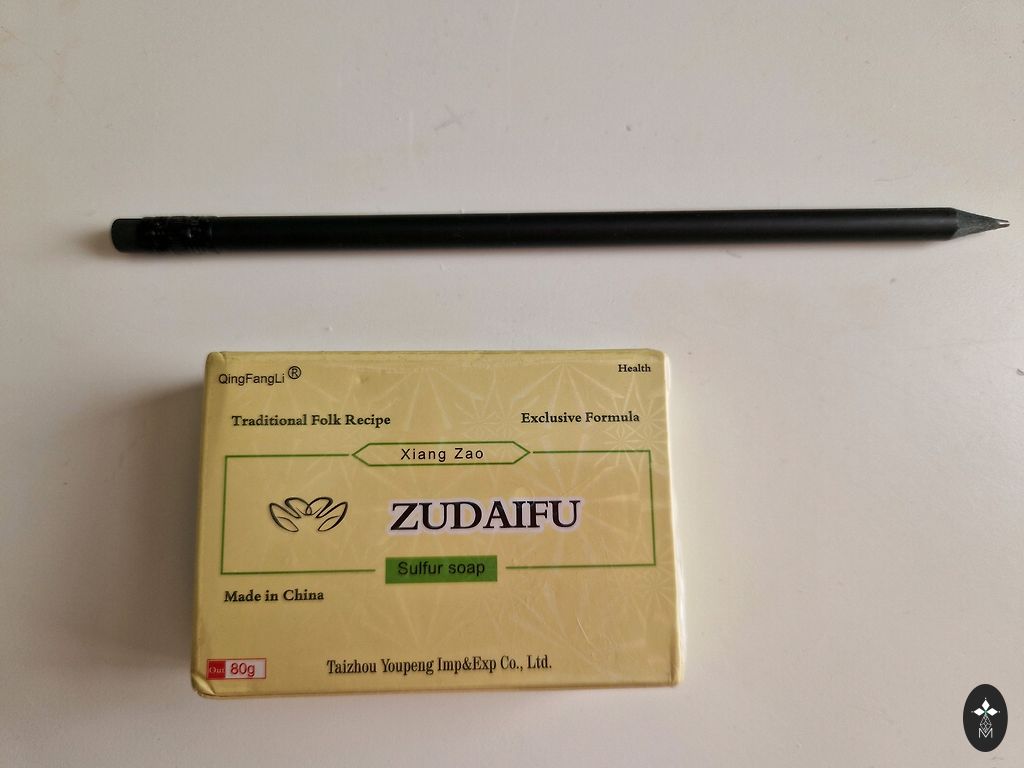 QingFangLi®
Health
Traditional Folk Recipe
Exclusive Formula
Xiang Zao
ZUDAIFU
Sulfur soap
Made in China
Our 80g
Taizhou Youpeng Imp&Exp Co., Ltd.
M